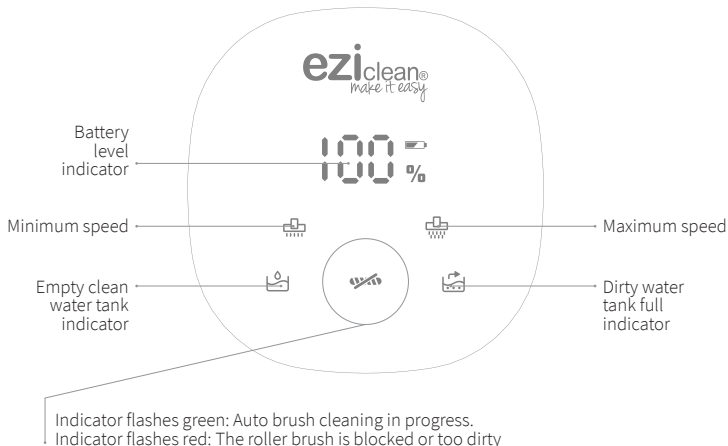 eziclean®
make it easy
100 %
Battery
level
indicator
Minimum speed
Maximum speed
Empty clean
water tank
indicator
Dirty water
tank full
indicator
Indicator flashes green: Auto brush cleaning in progress.
Indicator flashes red: The roller brush is blocked or too dirty